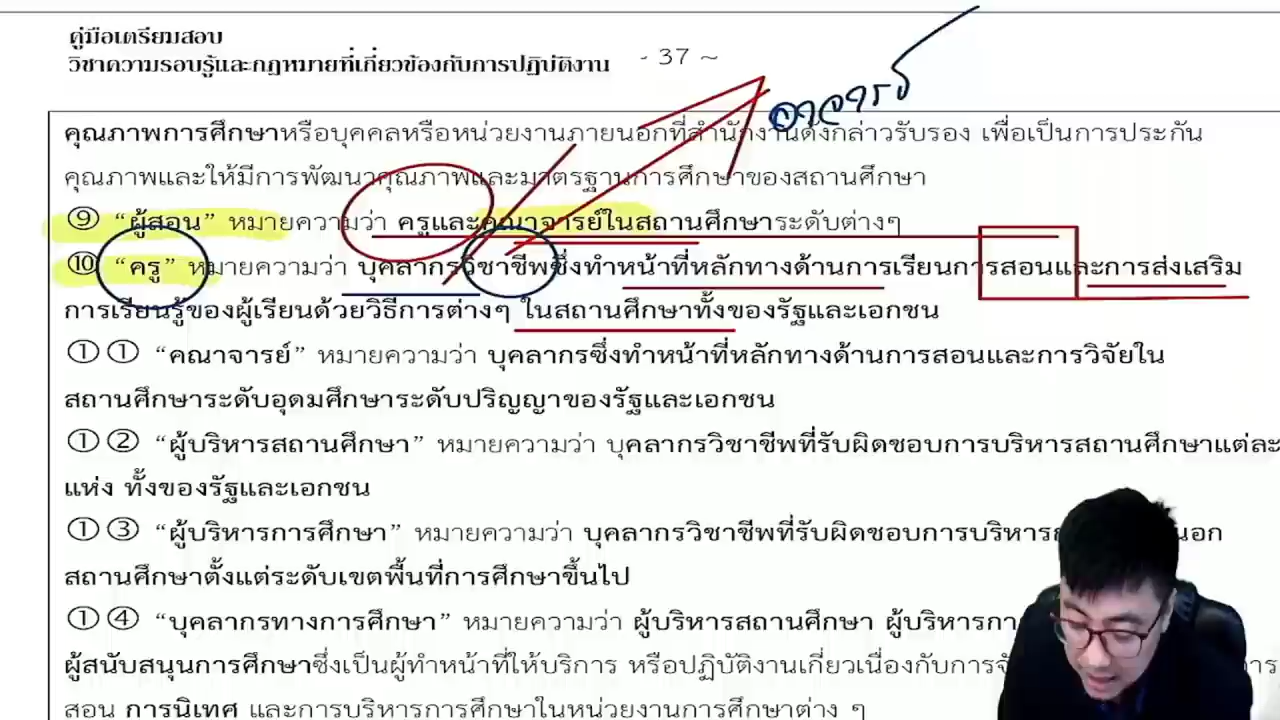 คู่มือเตรียมสอบ
วิชาความรอบรู้และกฎหมายที่เกี่ยวข้องกับการปฏิบัติงาน - 37 ~
อาจารย์
คุณภาพการศึกษาหรือบุคคลหรือหน่วยงานภายนอกที่สำนักงานดังกล่าวรับรอง เพื่อเป็นการประกัน
คุณภาพและให้มีการพัฒนาคุณภาพและมาตรฐานการศึกษาของสถานศึกษา
⑨ “ผู้สอน” หมายความว่า ครูและคณาจารย์ในสถานศึกษาระดับต่างๆ
⑩ “ครู” หมายความว่า บุคลากรวิชาชีพซึ่งทำหน้าที่หลักทางด้านการเรียนการสอนและการส่งเสริม
การเรียนรู้ของผู้เรียนด้วยวิธีการต่างๆ ในสถานศึกษาทั้งของรัฐและเอกชน
①① “คณาจารย์” หมายความว่า บุคลากรซึ่งทำหน้าที่หลักทางด้านการสอนและการวิจัยใน
สถานศึกษาระดับอุดมศึกษาระดับปริญญาของรัฐและเอกชน
①② “ผู้บริหารสถานศึกษา” หมายความว่า บุคลากรวิชาชีพที่รับผิดชอบการบริหารสถานศึกษาแต่ละ
แห่ง ทั้งของรัฐและเอกชน
①③ “ผู้บริหารการศึกษา” หมายความว่า บุคลากรวิชาชีพที่รับผิดชอบการบริหาร นอก
สถานศึกษาตั้งแต่ระดับเขตพื้นที่การศึกษาขึ้นไป
①④ “บุคลากรทางการศึกษา” หมายความว่า ผู้บริหารสถานศึกษา
ผู้สนับสนุนการศึกษาซึ่งเป็นผู้ทำหน้าที่ให้บริการ หรือปฏิบัติงานเกี่ยวเนื่องกับการ การ
สอน การนิเทศ และการบริหารการศึกษาในหน่วยงานการศึกษาต่าง ๆ